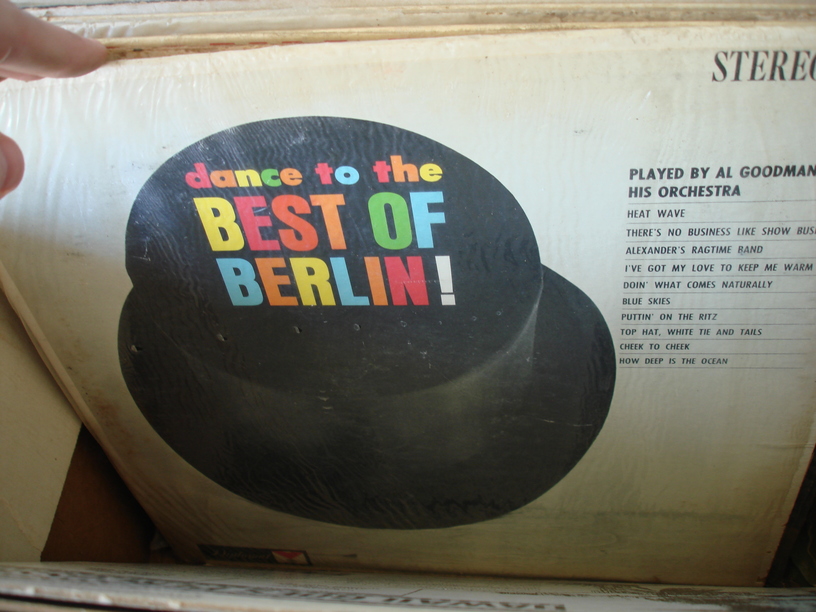 STEREO
dance to the
BEST OF
BERLIN!
PLAYED BY AL GOODMAN
HIS ORCHESTRA
HEAT WAVE
THERE'S NO BUSINESS LIKE SHOW BUSI
ALEXANDER'S RAGTIME BAND
I'VE GOT MY LOVE TO KEEP ME WARM
DOIN' WHAT COMES NATURALLY
BLUE SKIES
PUTTIN' ON THE RITZ
TOP HAT, WHITE TIE AND TAILS
CHEEK TO CHEEK
HOW DEEP IS THE OCEAN